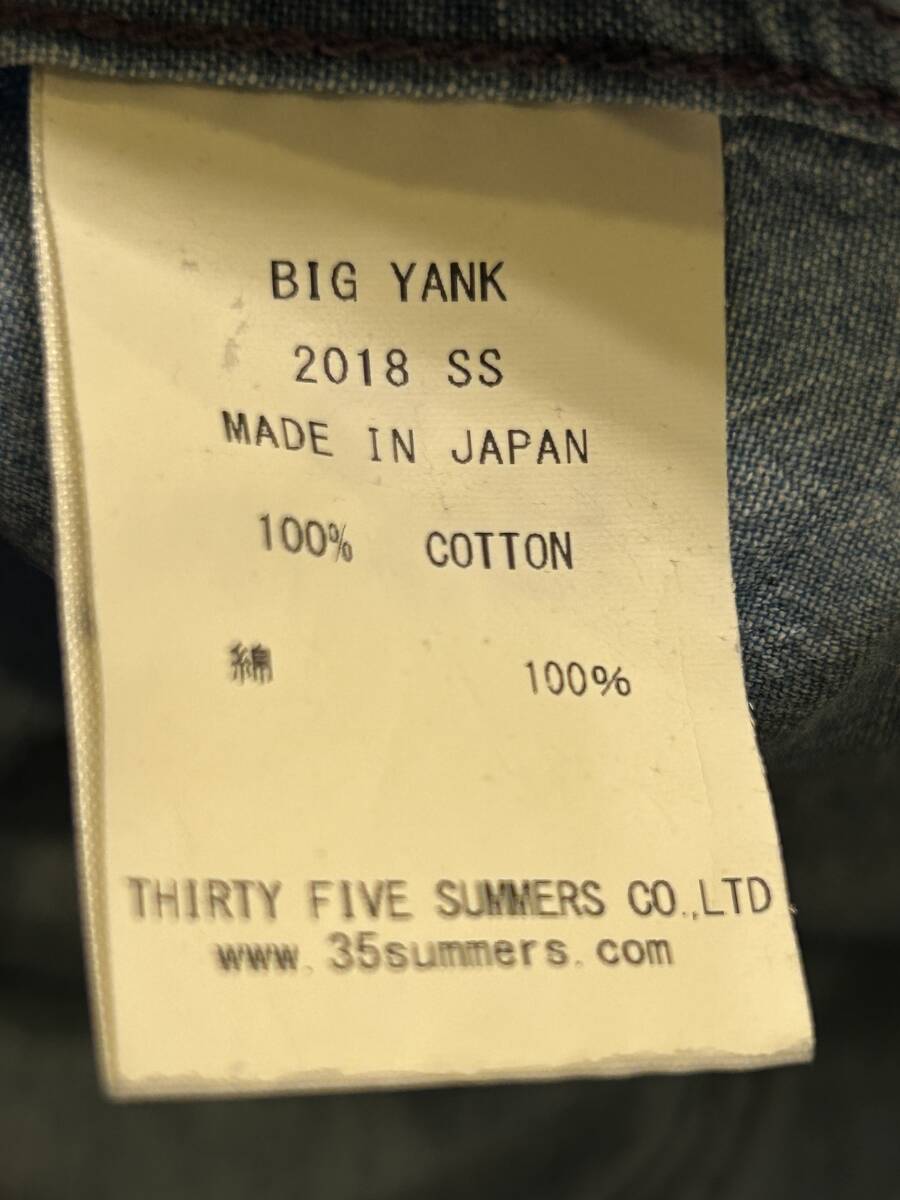 BIG YANK
2018 SS
MADE IN JAPAN
100% COTTON
綿 100%
THIRTY FIVE SUMMERS CO.,LTD
www.35summers.com